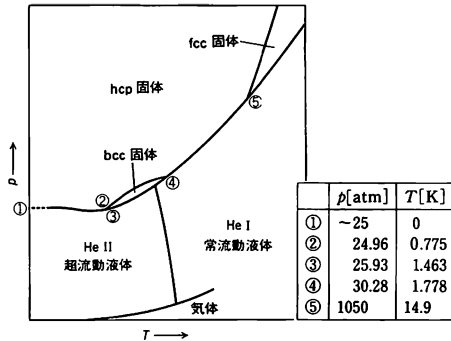 fcc 固体
hcp 固体
⑤
bcc 固体
p →
②
④
①
③
He I
常流動液体
He II
超流動液体
気体
T →
p[atm] T[K]
① ~25 0
② 24.96 0.775
③ 25.93 1.463
④ 30.28 1.778
⑤ 1050 14.9